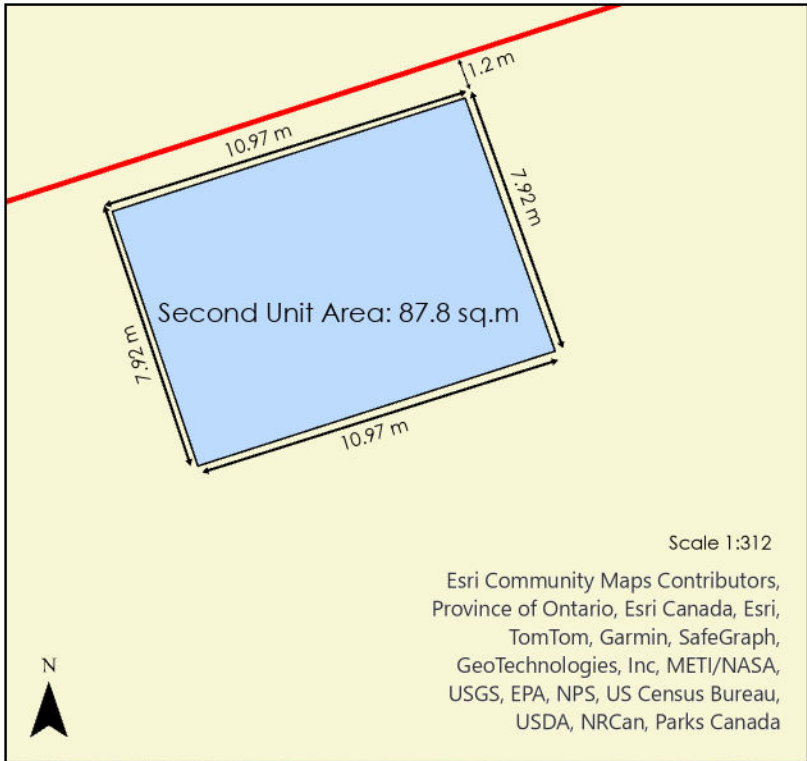 1.2 m
10.97 m
7.92 m
Second Unit Area: 87.8 sq.m
7.92 m
10.97 m
Scale 1:312
Esri Community Maps Contributors,
Province of Ontario, Esri Canada, Esri,
TomTom, Garmin, SafeGraph,
GeoTechnologies, Inc, METI/NASA,
USGS, EPA, NPS, US Census Bureau,
USDA, NRCan, Parks Canada
N